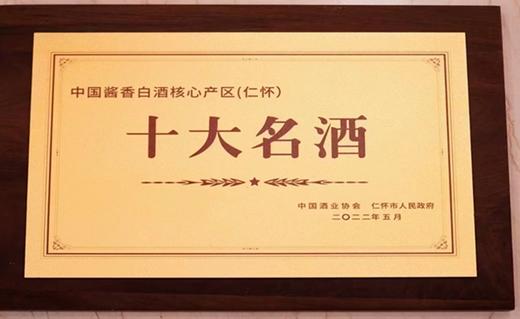 中国酱香白酒核心产区(仁怀)
十大名酒
中国酒业协会 仁怀市人民政府
二〇二二年五月